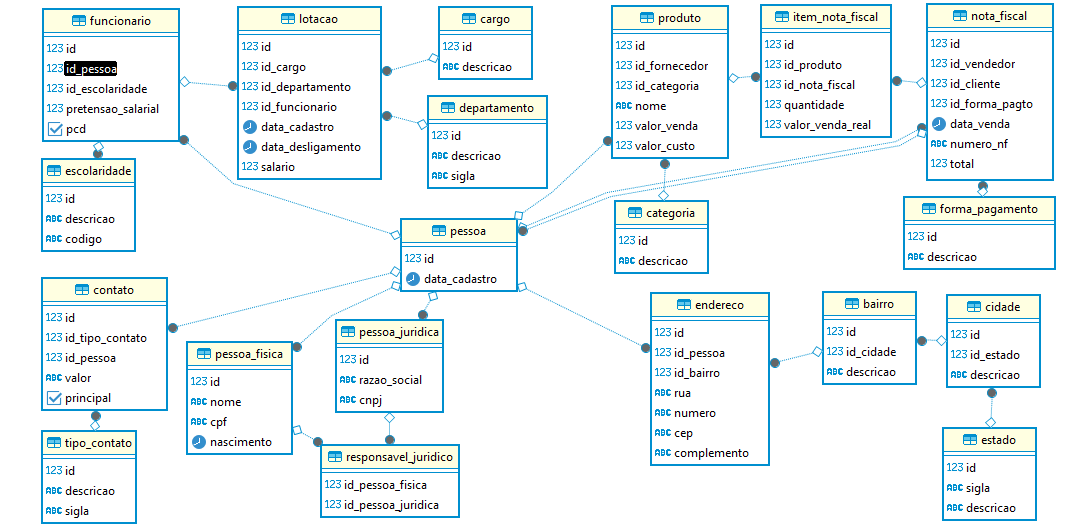 funcionario
123 id
123 id_pessoa
123 id_escolaridade
123 pretensao_salarial
pcd
lotacao
123 id
123 id_cargo
123 id_departamento
123 id_funcionario
data_cadastro
data_desligamento
123 salario
cargo
123 id
ABC descricao
departamento
123 id
ABC descricao
ABC sigla
produto
123 id
123 id_fornecedor
123 id_categoria
ABC nome
123 valor_venda
123 valor_custo
item_nota_fiscal
123 id
123 id_produto
123 id_nota_fiscal
123 quantidade
123 valor_venda_real
nota_fiscal
123 id
123 id_vendedor
123 id_cliente
123 id_forma_pagto
data_venda
ABC numero_nf
123 total
escolaridade
123 id
ABC descricao
ABC codigo
pessoa
123 id
data_cadastro
categoria
123 id
ABC descricao
forma_pagamento
123 id
ABC descricao
contato
123 id
123 id_tipo_contato
123 id_pessoa
ABC valor
principal
pessoa_fisica
123 id
ABC nome
ABC cpf
nascimento
pessoa_juridica
123 id
ABC razao_social
ABC cnpj
endereco
123 id
123 id_pessoa
123 id_bairro
ABC rua
ABC numero
ABC cep
ABC complemento
bairro
123 id
123 id_cidade
ABC descricao
cidade
123 id
123 id_estado
ABC descricao
tipo_contato
123 id
ABC descricao
ABC sigla
responsavel_juridico
123 id_pessoa_fisica
123 id_pessoa_juridica
estado
123 id
ABC sigla
ABC descricao